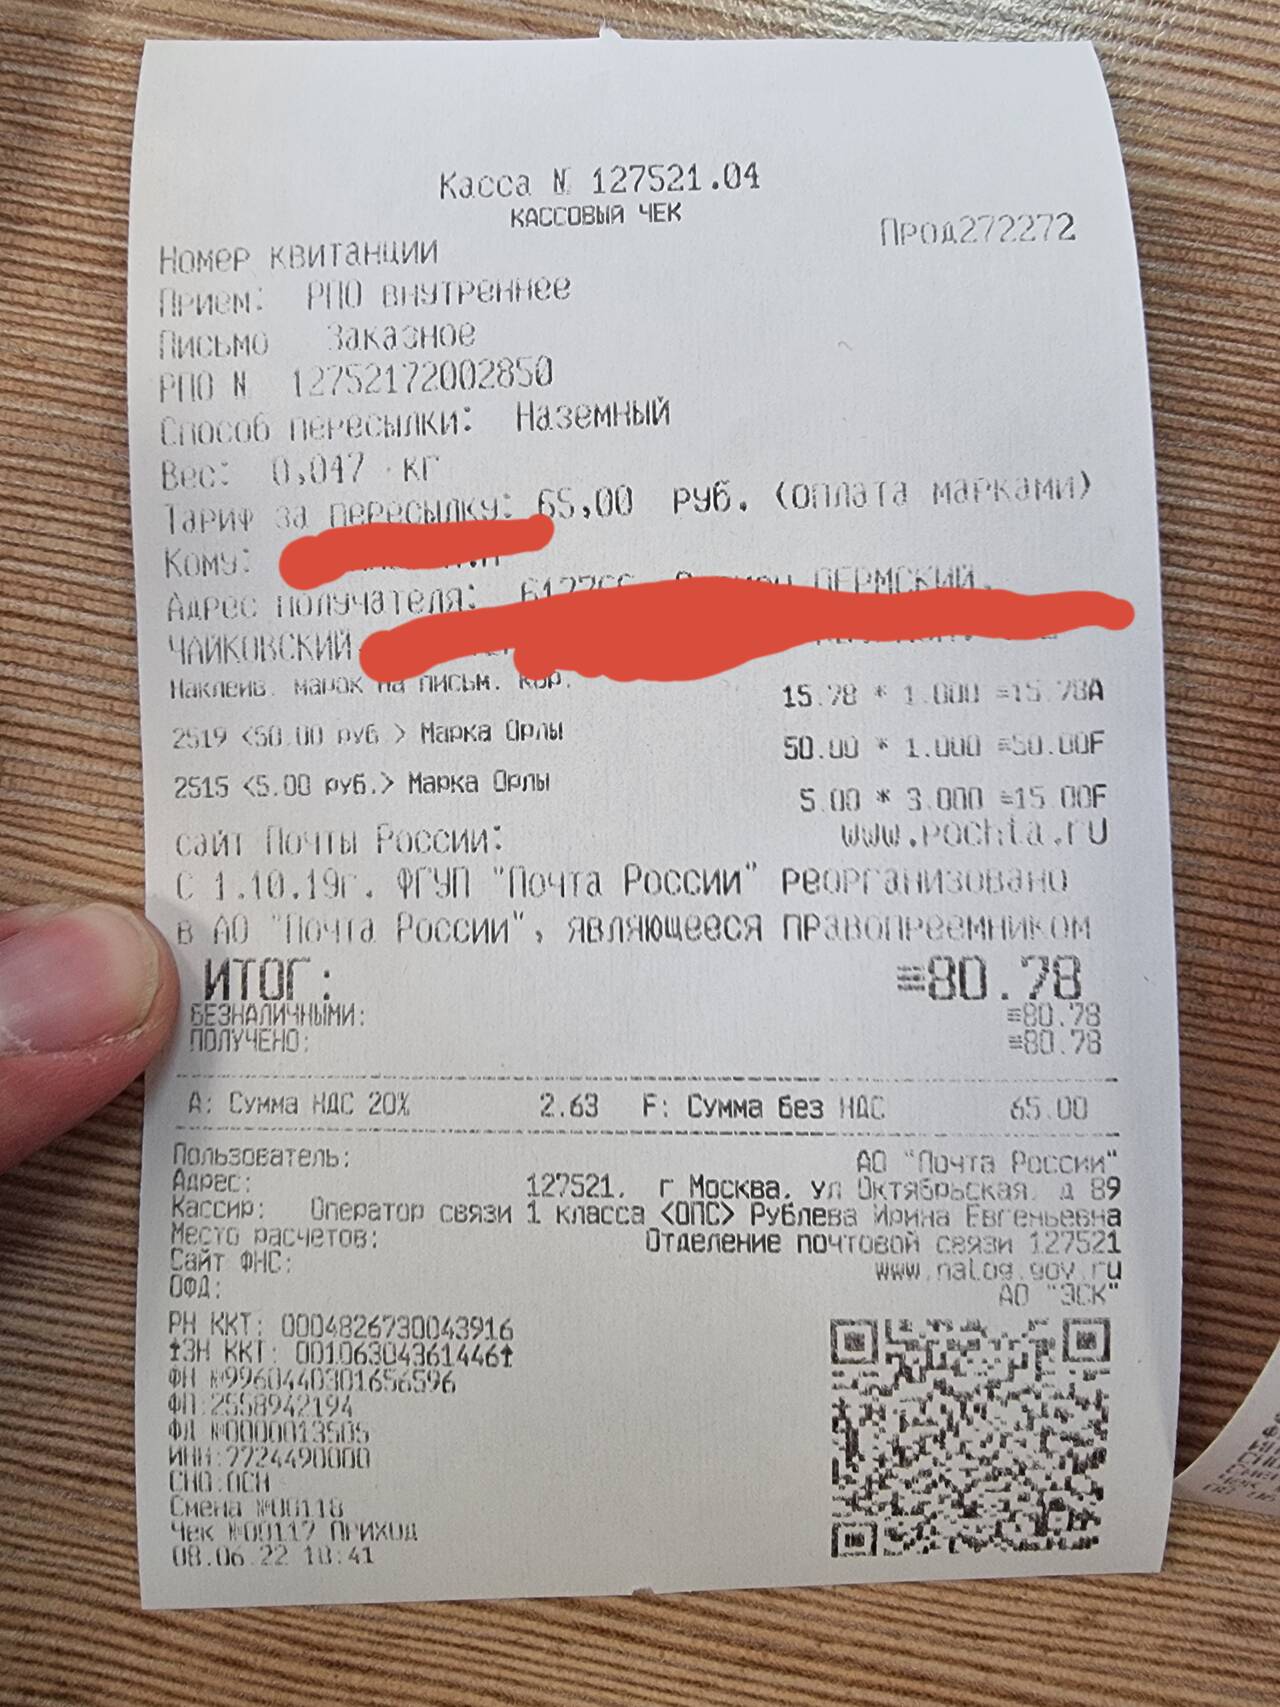 Касса № 127521.04
КАССОВЫЙ ЧЕК
Номер квитанции Прод272272
Прием: РПО внутреннее
Письмо Заказное
РПО N 12752172002850
Способ пересылки: Наземный
Вес: 0,047 кг
Тариф за пересылку: 65,00 руб. (оплата марками)
Кому:
Адрес получателя: ПЕРМСКИЙ,
ЧАЙКОВСКИЙ
Наклеив. марок на письм. кор.
15.78 * 1.000 ≡15.78А
2519 <50.00 руб.> Марка Орлы
50.00 * 1.000 ≡50.00F
2515 <5.00 руб.> Марка Орлы
5.00 * 3.000 ≡15.00F
сайт Почты России: www.pochta.ru
С 1.10.19г. ФГУП "Почта России" реорганизовано
в АО "Почта России", являющееся правопреемником
ИТОГ: ≡80.78
БЕЗНАЛИЧНЫМИ: ≡80.78
ПОЛУЧЕНО: ≡80.78
А: Сумма НДС 20% 2.63 F: Сумма без НДС 65.00
Пользователь: АО "Почта России"
Адрес: 127521, г Москва, ул Октябрьская, д 89
Кассир: Оператор связи 1 класса <ОПС> Рублева Ирина Евгеньевна
Место расчетов: Отделение почтовой связи 127521
Сайт ФНС: www.nalog.gov.ru
ОФД: АО "ЭСК"
РН ККТ: 0004826730043916
ЗН ККТ: 00106304361446
ФН №9960440301656596
ФП:2558942194
ФД №0000013505
ИНН:7724490000
СНО:ОСН
Смена №00118
Чек №00117 ПРИХОД
08.06.22 18:41